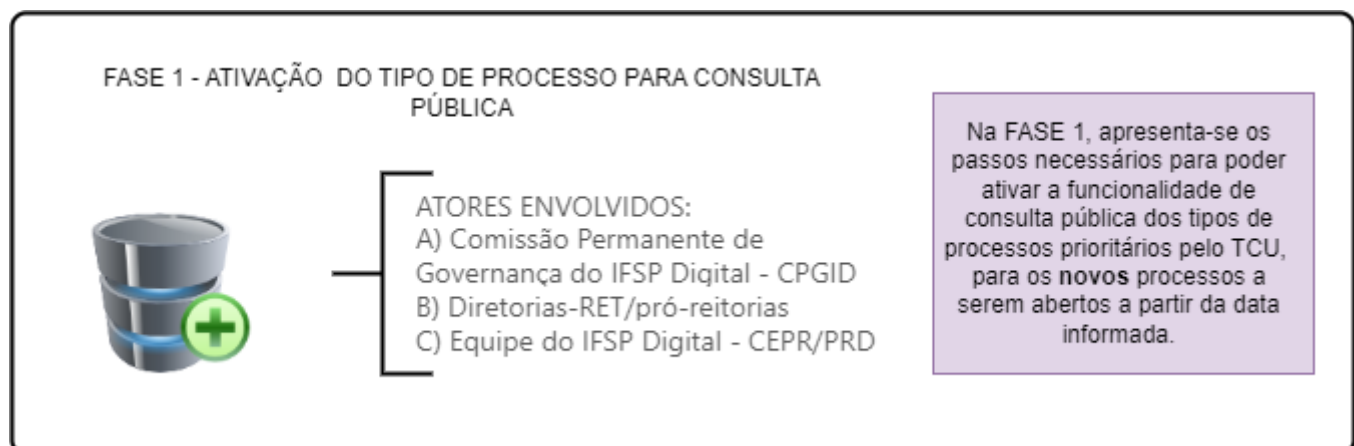 FASE 1 - ATIVAÇÃO DO TIPO DE PROCESSO PARA CONSULTA
PÚBLICA
ATORES ENVOLVIDOS:
A) Comissão Permanente de
Governança do IFSP Digital - CPGID
B) Diretorias-RET/pró-reitorias
C) Equipe do IFSP Digital - CEPR/PRD
Na FASE 1, apresenta-se os
passos necessários para poder
ativar a funcionalidade de
consulta pública dos tipos de
processos prioritários pelo TCU,
para os novos processos a
serem abertos a partir da data
informada.